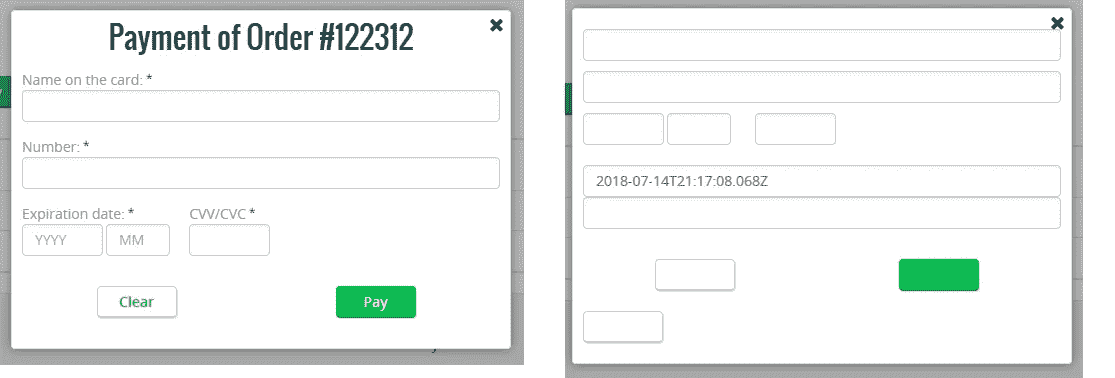 Payment of Order #122312
Name on the card: *
Number: *
Expiration date: * CVV/CVC *
YYYY MM
Clear Pay
2018-07-14T21:17:08.068Z